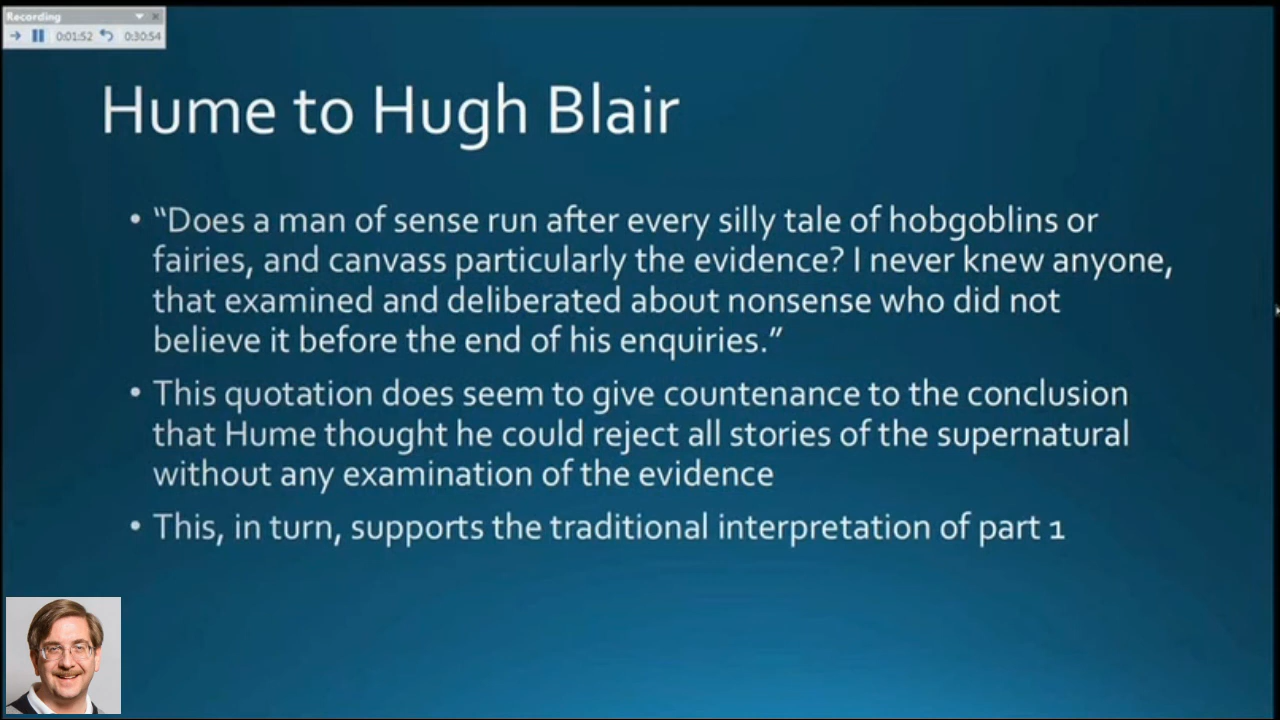 Recording
0:01:52 0:30:54
Hume to Hugh Blair
• “Does a man of sense run after every silly tale of hobgoblins or
fairies, and canvass particularly the evidence? I never knew anyone,
that examined and deliberated about nonsense who did not
believe it before the end of his enquiries.”
• This quotation does seem to give countenance to the conclusion
that Hume thought he could reject all stories of the supernatural
without any examination of the evidence
• This, in turn, supports the traditional interpretation of part 1